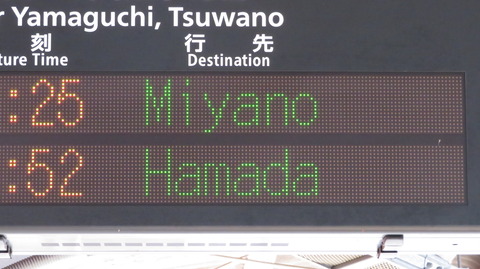 r Yamaguchi, Tsuwano
刻 行先
ture Time Destination
:25 Miyano
:52 Hamada